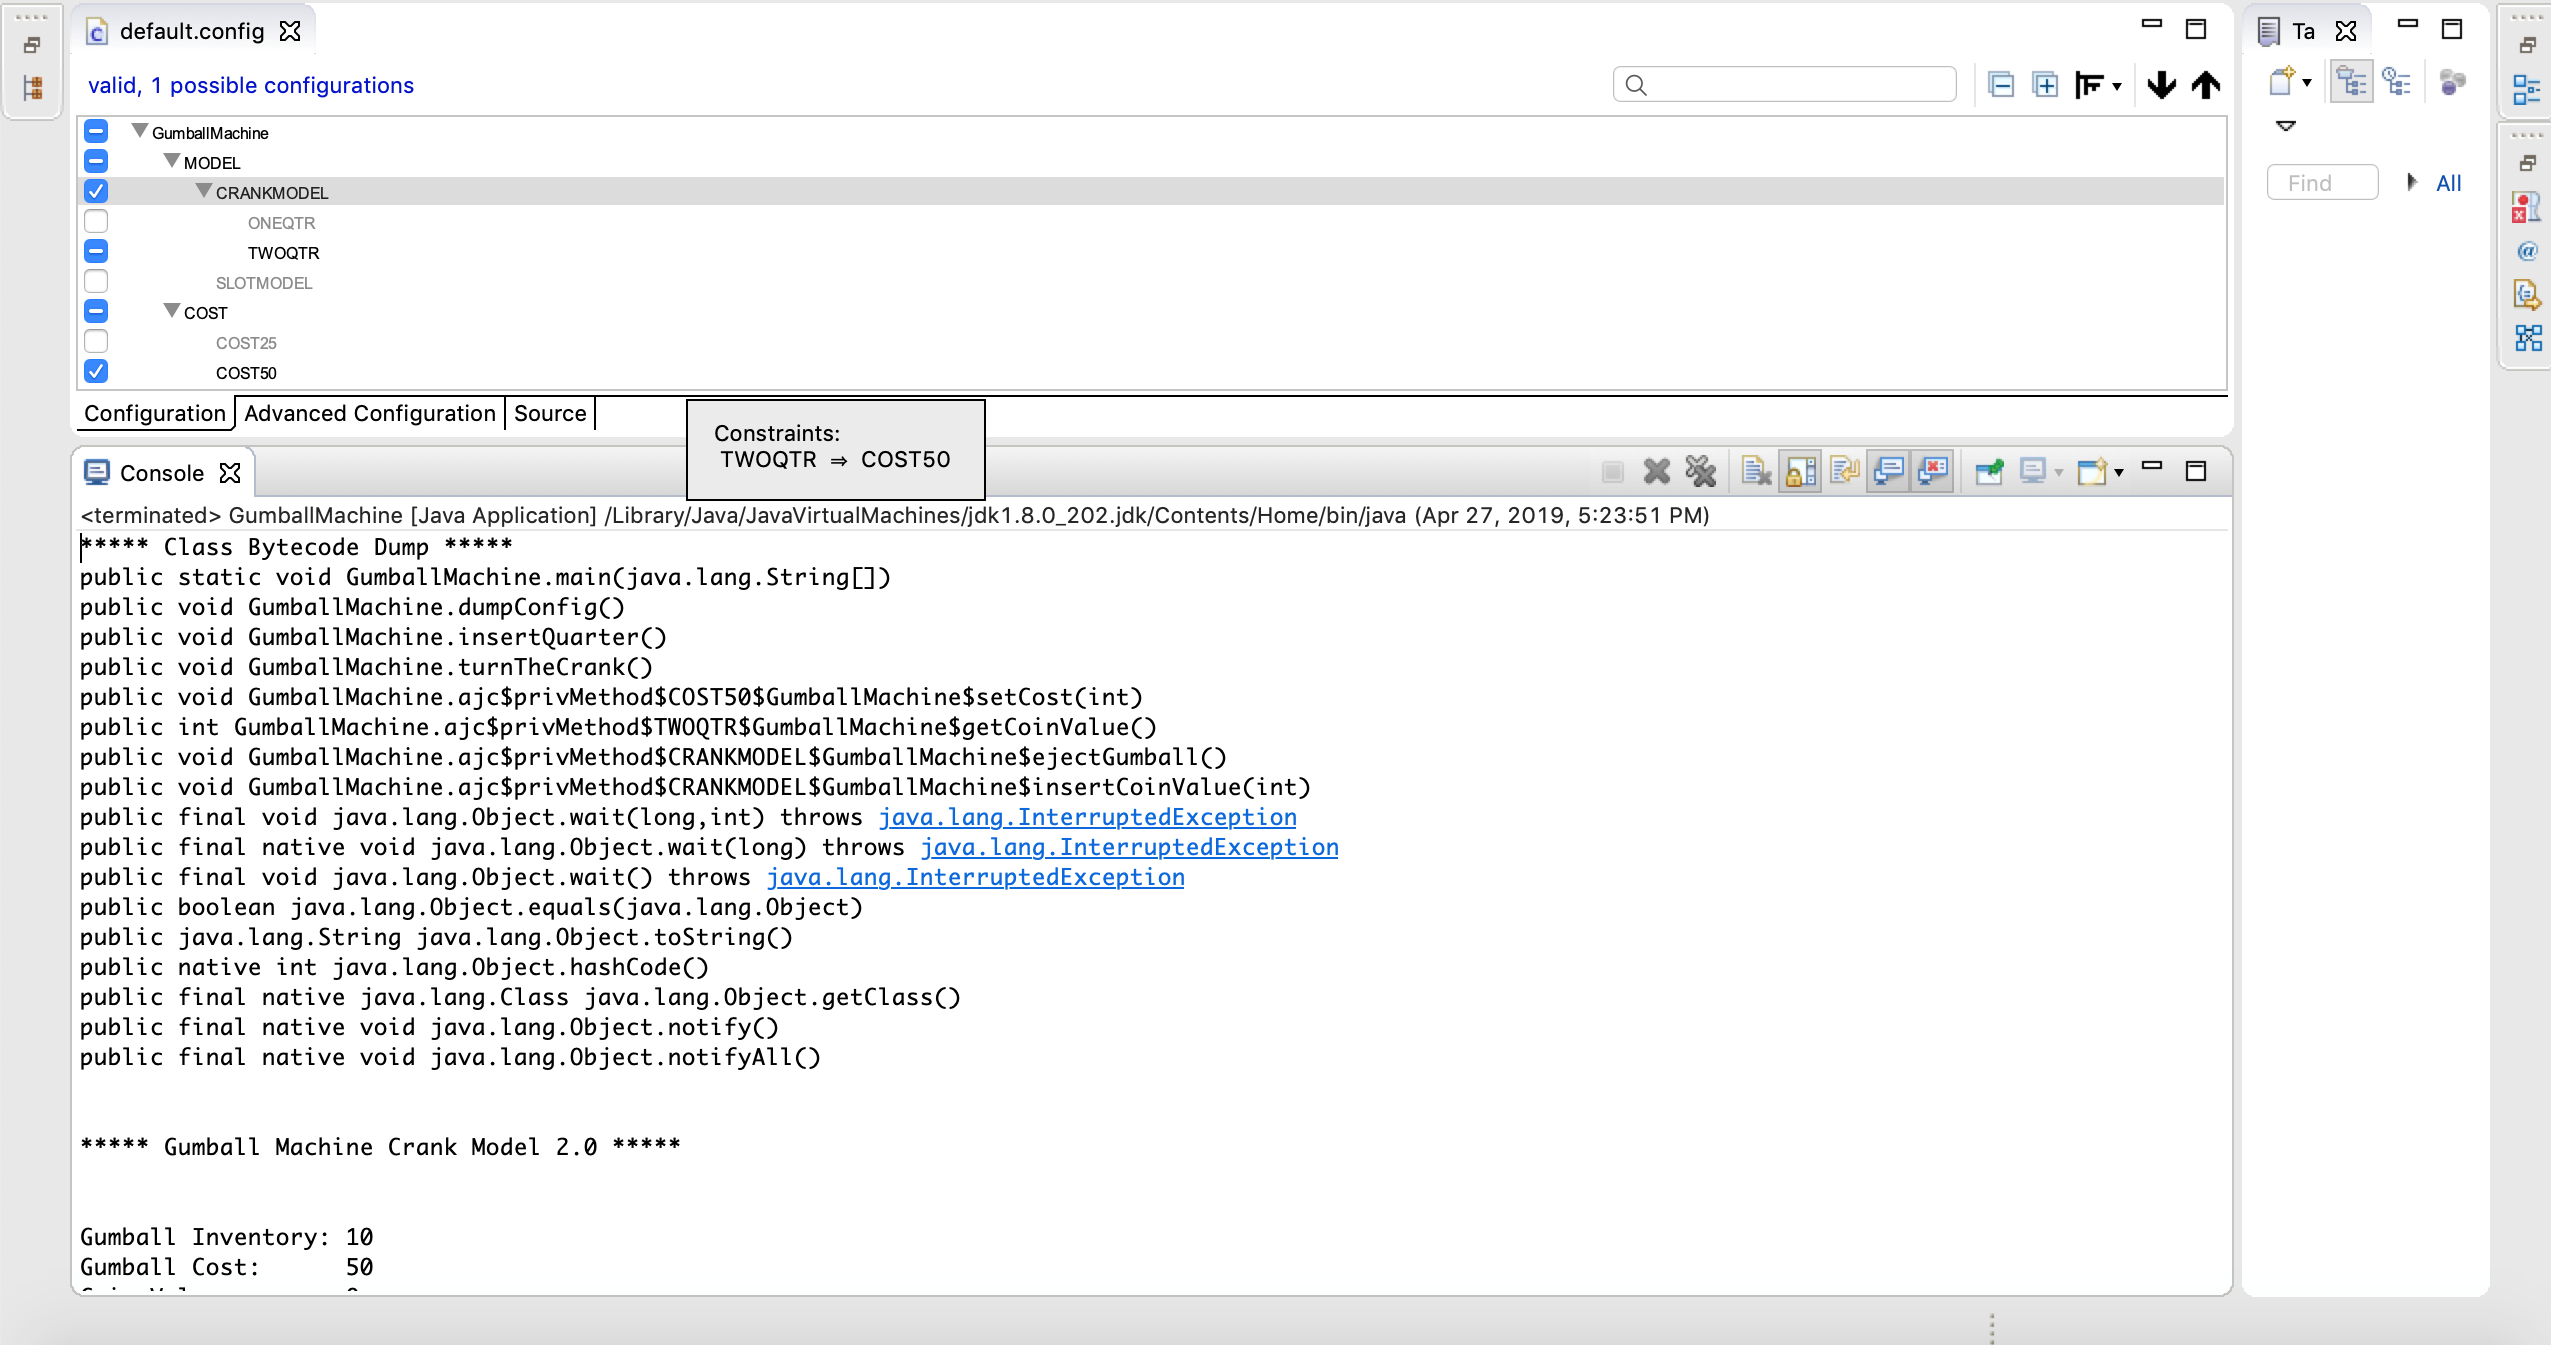 default.config
Ta
valid, 1 possible configurations
GumballMachine
MODEL
CRANKMODEL
ONEQTR
TWOQTR
SLOTMODEL
COST
COST25
COST50
Find
All
Configuration Advanced Configuration Source
Constraints:
TWOQTR ⇒ COST50
Console
<terminated> GumballMachine [Java Application] /Library/Java/JavaVirtualMachines/jdk1.8.0_202.jdk/Contents/Home/bin/java (Apr 27, 2019, 5:23:51 PM)
***** Class Bytecode Dump *****
public static void GumballMachine.main(java.lang.String[])
public void GumballMachine.dumpConfig()
public void GumballMachine.insertQuarter()
public void GumballMachine.turnTheCrank()
public void GumballMachine.ajc$privMethod$COST50$GumballMachine$setCost(int)
public int GumballMachine.ajc$privMethod$TWOQTR$GumballMachine$getCoinValue()
public void GumballMachine.ajc$privMethod$CRANKMODEL$GumballMachine$ejectGumball()
public void GumballMachine.ajc$privMethod$CRANKMODEL$GumballMachine$insertCoinValue(int)
public final void java.lang.Object.wait(long,int) throws java.lang.InterruptedException
public final native void java.lang.Object.wait(long) throws java.lang.InterruptedException
public final void java.lang.Object.wait() throws java.lang.InterruptedException
public boolean java.lang.Object.equals(java.lang.Object)
public java.lang.String java.lang.Object.toString()
public native int java.lang.Object.hashCode()
public final native java.lang.Class java.lang.Object.getClass()
public final native void java.lang.Object.notify()
public final native void java.lang.Object.notifyAll()
***** Gumball Machine Crank Model 2.0 *****
Gumball Inventory: 10
Gumball Cost: 50